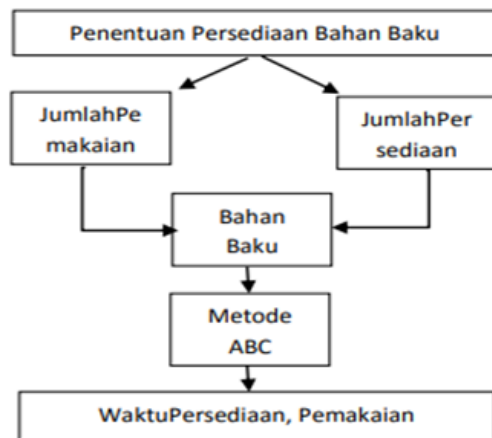 Penentuan Persediaan Bahan Baku
JumlahPe
makaian
JumlahPer
sediaan
Bahan
Baku
Metode
ABC
WaktuPersediaan, Pemakaian